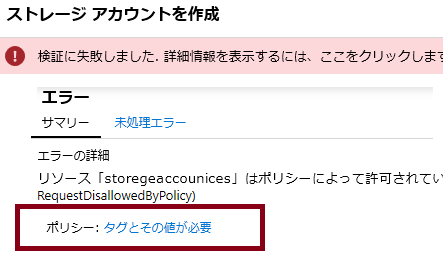 ストレージ アカウントを作成
検証に失敗しました. 詳細情報を表示するには、ここをクリックします
エラー
サマリー 未処理エラー
エラーの詳細
リソース「storegeaccounices」はポリシーによって許可されてい
RequestDisallowedByPolicy)
ポリシー: タグとその値が必要